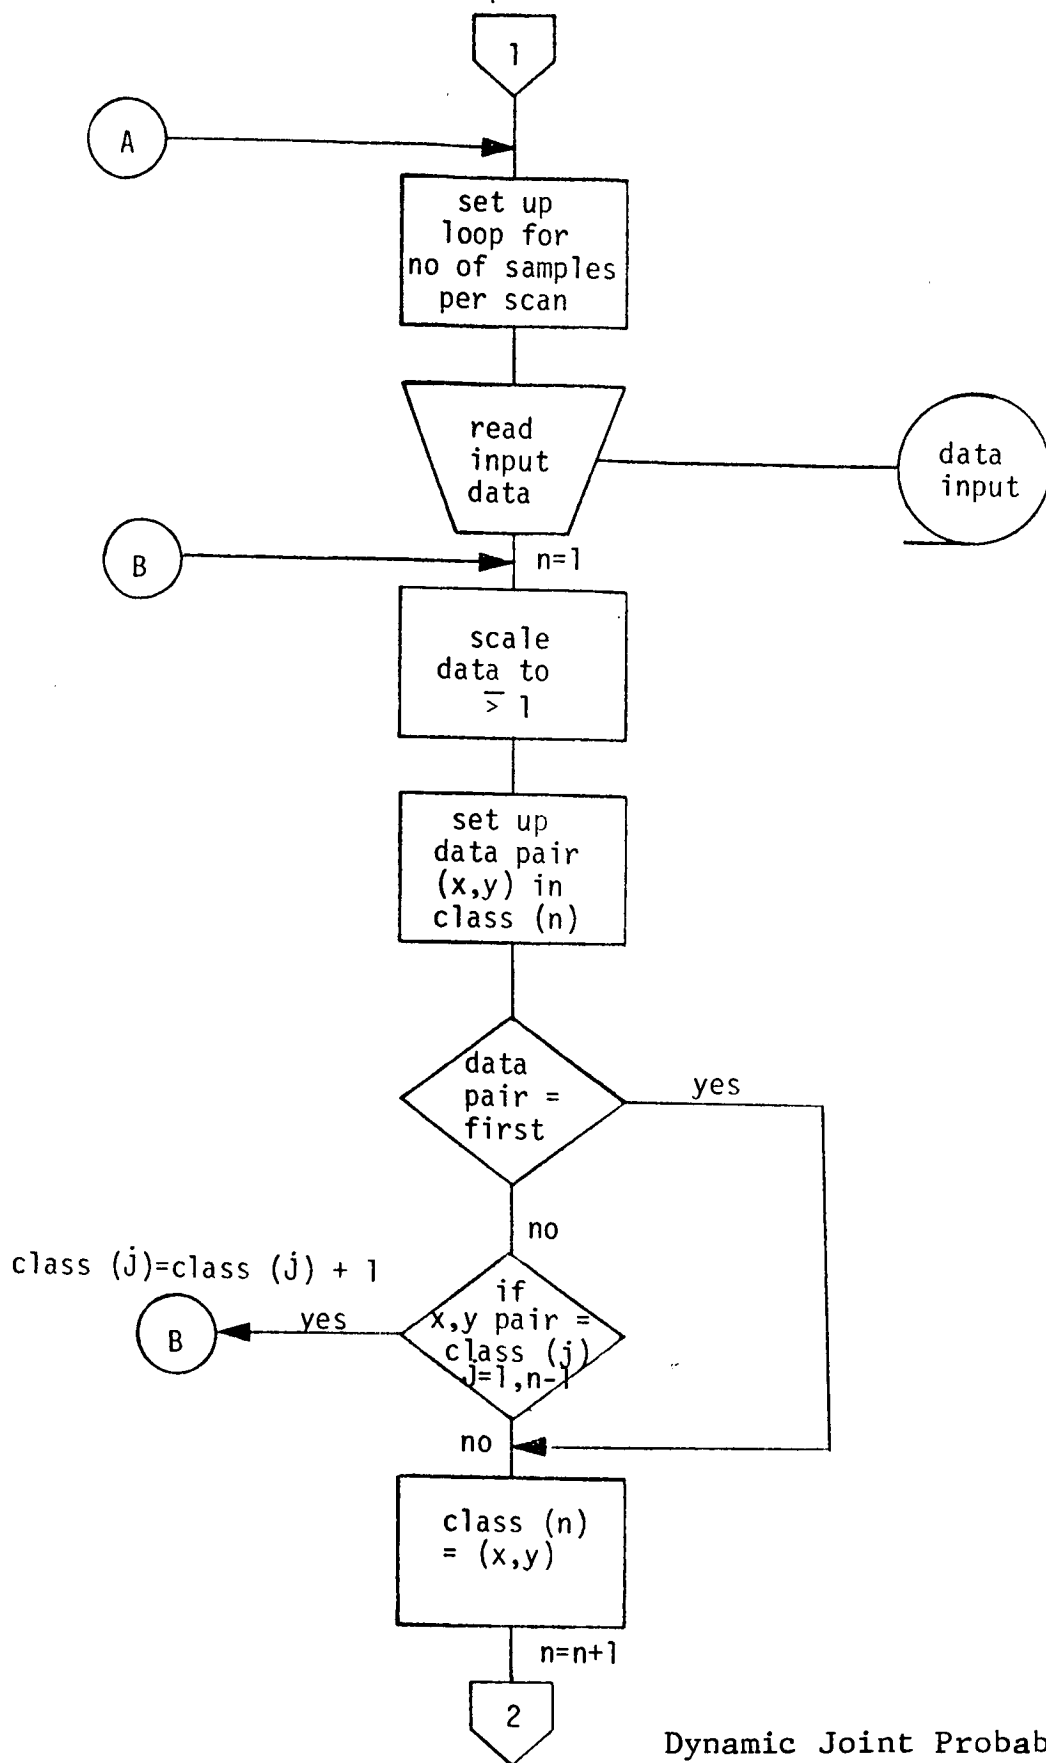 1
A
set up
loop for
no of samples
per scan
read
input
data
data
input
B
n=1
scale
data to
‾> 1
set up
data pair
(x,y) in
class (n)
data
pair =
first
yes
no
class (j)=class (j) + 1
if
x,y pair =
class (j)
j=1,n-1
yes
B
no
class (n)
= (x,y)
n=n+1
2
Dynamic Joint Probab